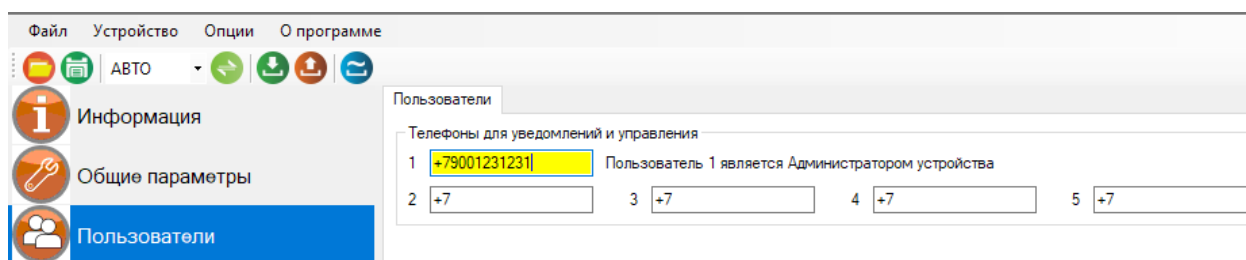 Файл Устройство Опции О программе
АВТО
Информация
Общие параметры
Пользователи
Пользователи
Телефоны для уведомлений и управления
1 +79001231231 Пользователь 1 является Администратором устройства
2 +7 3 +7 4 +7 5 +7